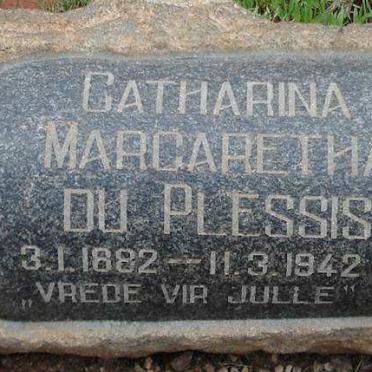 CATHARINA
MARGARETHA
DU PLESSIS
3.1.1882 — 11.3.1942
„VREDE VIR JULLE"